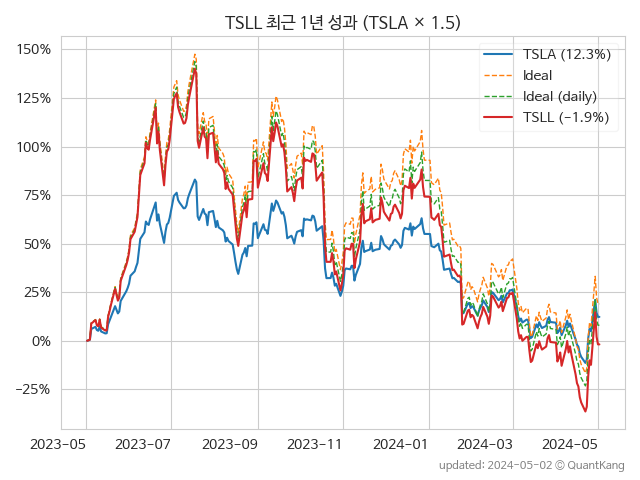 TSLL 최근 1년 성과 (TSLA × 1.5)
150%
125%
100%
75%
50%
25%
0%
−25%
TSLA (12.3%)
Ideal
Ideal (daily)
TSLL (−1.9%)
2023-05
2023-07
2023-09
2023-11
2024-01
2024-03
2024-05
updated: 2024-05-02 © QuantKang